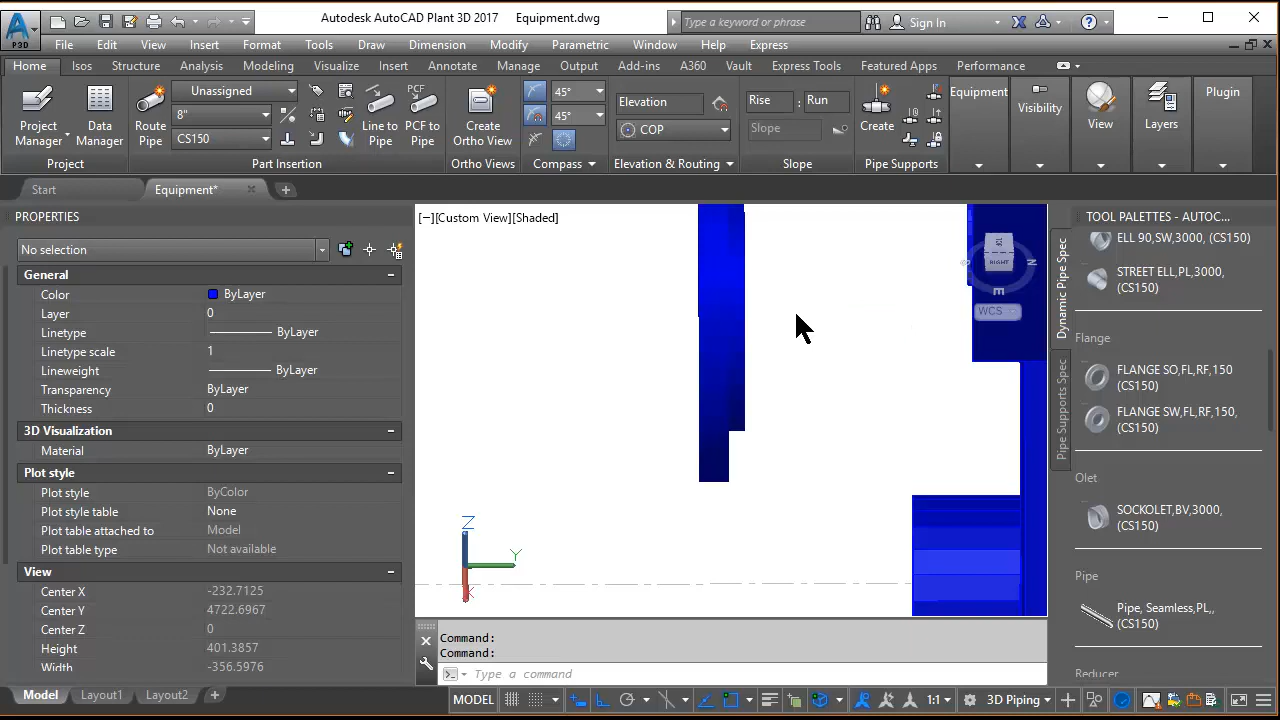 Autodesk AutoCAD Plant 3D 2017 Equipment.dwg
Type a keyword or phrase
Sign In
P3D
File Edit View Insert Format Tools Draw Dimension Modify Parametric Window Help Express
Home Isos Structure Analysis Modeling Visualize Insert Annotate Manage Output Add-ins A360 Vault Express Tools Featured Apps Performance
Project Manager
Data Manager
Project
Route Pipe
Unassigned
8"
CS150
Line to Pipe
PCF
PCF to Pipe
Part Insertion
Create Ortho View
Ortho Views
45°
45°
Compass
Elevation
COP
Elevation & Routing
Rise : Run
Slope
Slope
Create
Pipe Supports
Equipment
Visibility
View
Layers
Plugin
Start
Equipment*
PROPERTIES
No selection
General
Color ByLayer
Layer 0
Linetype ByLayer
Linetype scale 1
Lineweight ByLayer
Transparency ByLayer
Thickness 0
3D Visualization
Material ByLayer
Plot style
Plot style ByColor
Plot style table None
Plot table attached to Model
Plot table type Not available
View
Center X -232.7125
Center Y 4722.6967
Center Z 0
Height 401.3857
Width -356.5976
[−][Custom View][Shaded]
RIGHT
S
N
E
WCS
Z
Y
X
Command:
Command:
Type a command
TOOL PALETTES - AUTOC...
Dynamic Pipe Spec
Pipe Supports Spec
ELL 90,SW,3000, (CS150)
STREET ELL,PL,3000,
(CS150)
Flange
FLANGE SO,FL,RF,150
(CS150)
FLANGE SW,FL,RF,150,
(CS150)
Olet
SOCKOLET,BV,3000,
(CS150)
Pipe
Pipe, Seamless,PL,,
(CS150)
Reducer
Model Layout1 Layout2
MODEL
1:1
3D Piping